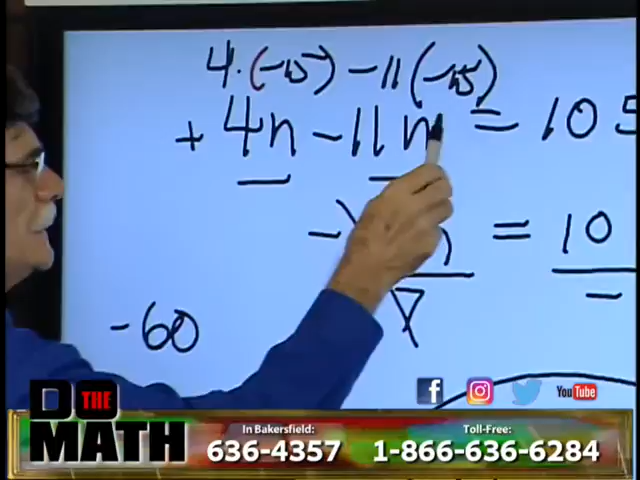 4·(-15) -11(-15)
+ 4n -11n = 105
= 10
-60
f YouTube
DO THE MATH
In Bakersfield: 636-4357
Toll-Free: 1-866-636-6284